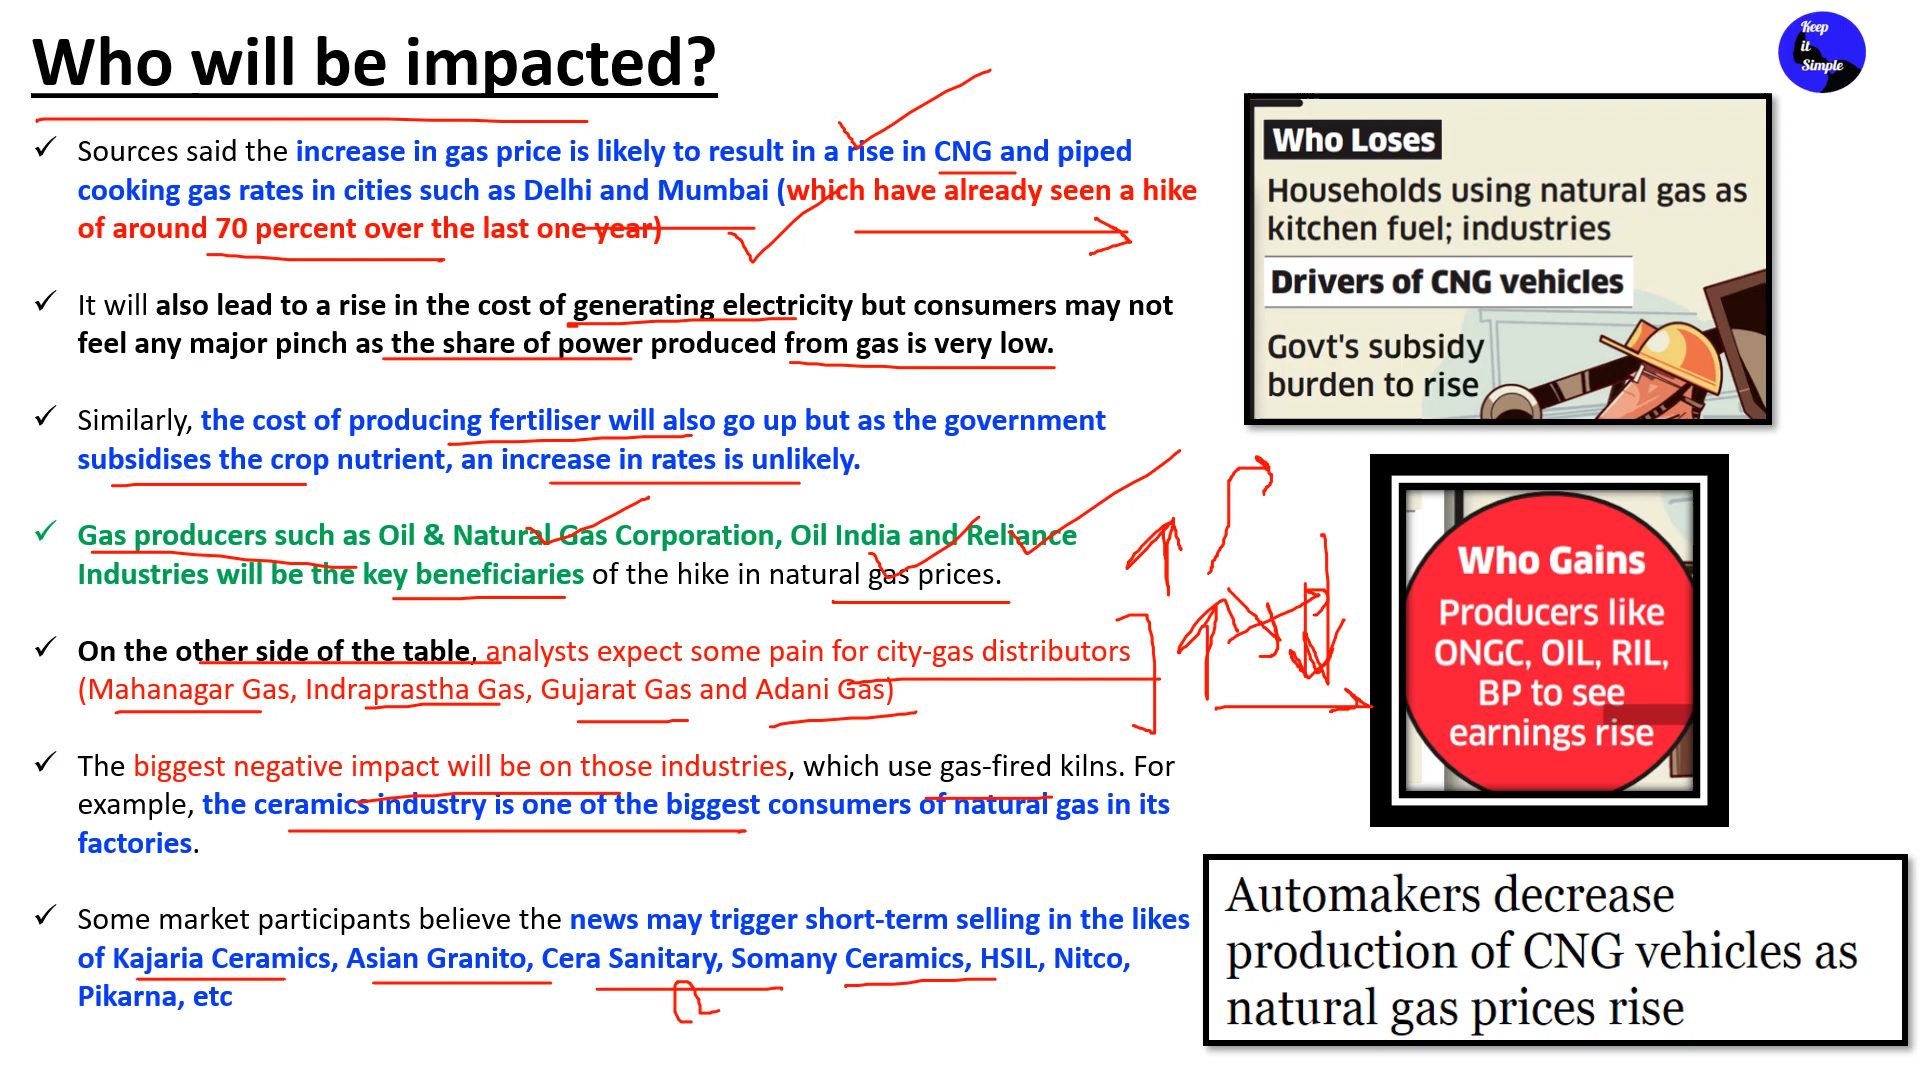 Who will be impacted?
Keep
it
Simple
✓ Sources said the increase in gas price is likely to result in a rise in CNG and piped
cooking gas rates in cities such as Delhi and Mumbai (which have already seen a hike
of around 70 percent over the last one year)
✓ It will also lead to a rise in the cost of generating electricity but consumers may not
feel any major pinch as the share of power produced from gas is very low.
✓ Similarly, the cost of producing fertiliser will also go up but as the government
subsidises the crop nutrient, an increase in rates is unlikely.
✓ Gas producers such as Oil & Natural Gas Corporation, Oil India and Reliance
Industries will be the key beneficiaries of the hike in natural gas prices.
✓ On the other side of the table, analysts expect some pain for city-gas distributors
(Mahanagar Gas, Indraprastha Gas, Gujarat Gas and Adani Gas)
✓ The biggest negative impact will be on those industries, which use gas-fired kilns. For
example, the ceramics industry is one of the biggest consumers of natural gas in its
factories.
✓ Some market participants believe the news may trigger short-term selling in the likes
of Kajaria Ceramics, Asian Granito, Cera Sanitary, Somany Ceramics, HSIL, Nitco,
Pikarna, etc
Who Loses
Households using natural gas as
kitchen fuel; industries
Drivers of CNG vehicles
Govt's subsidy
burden to rise
Who Gains
Producers like
ONGC, OIL, RIL,
BP to see
earnings rise
Automakers decrease
production of CNG vehicles as
natural gas prices rise